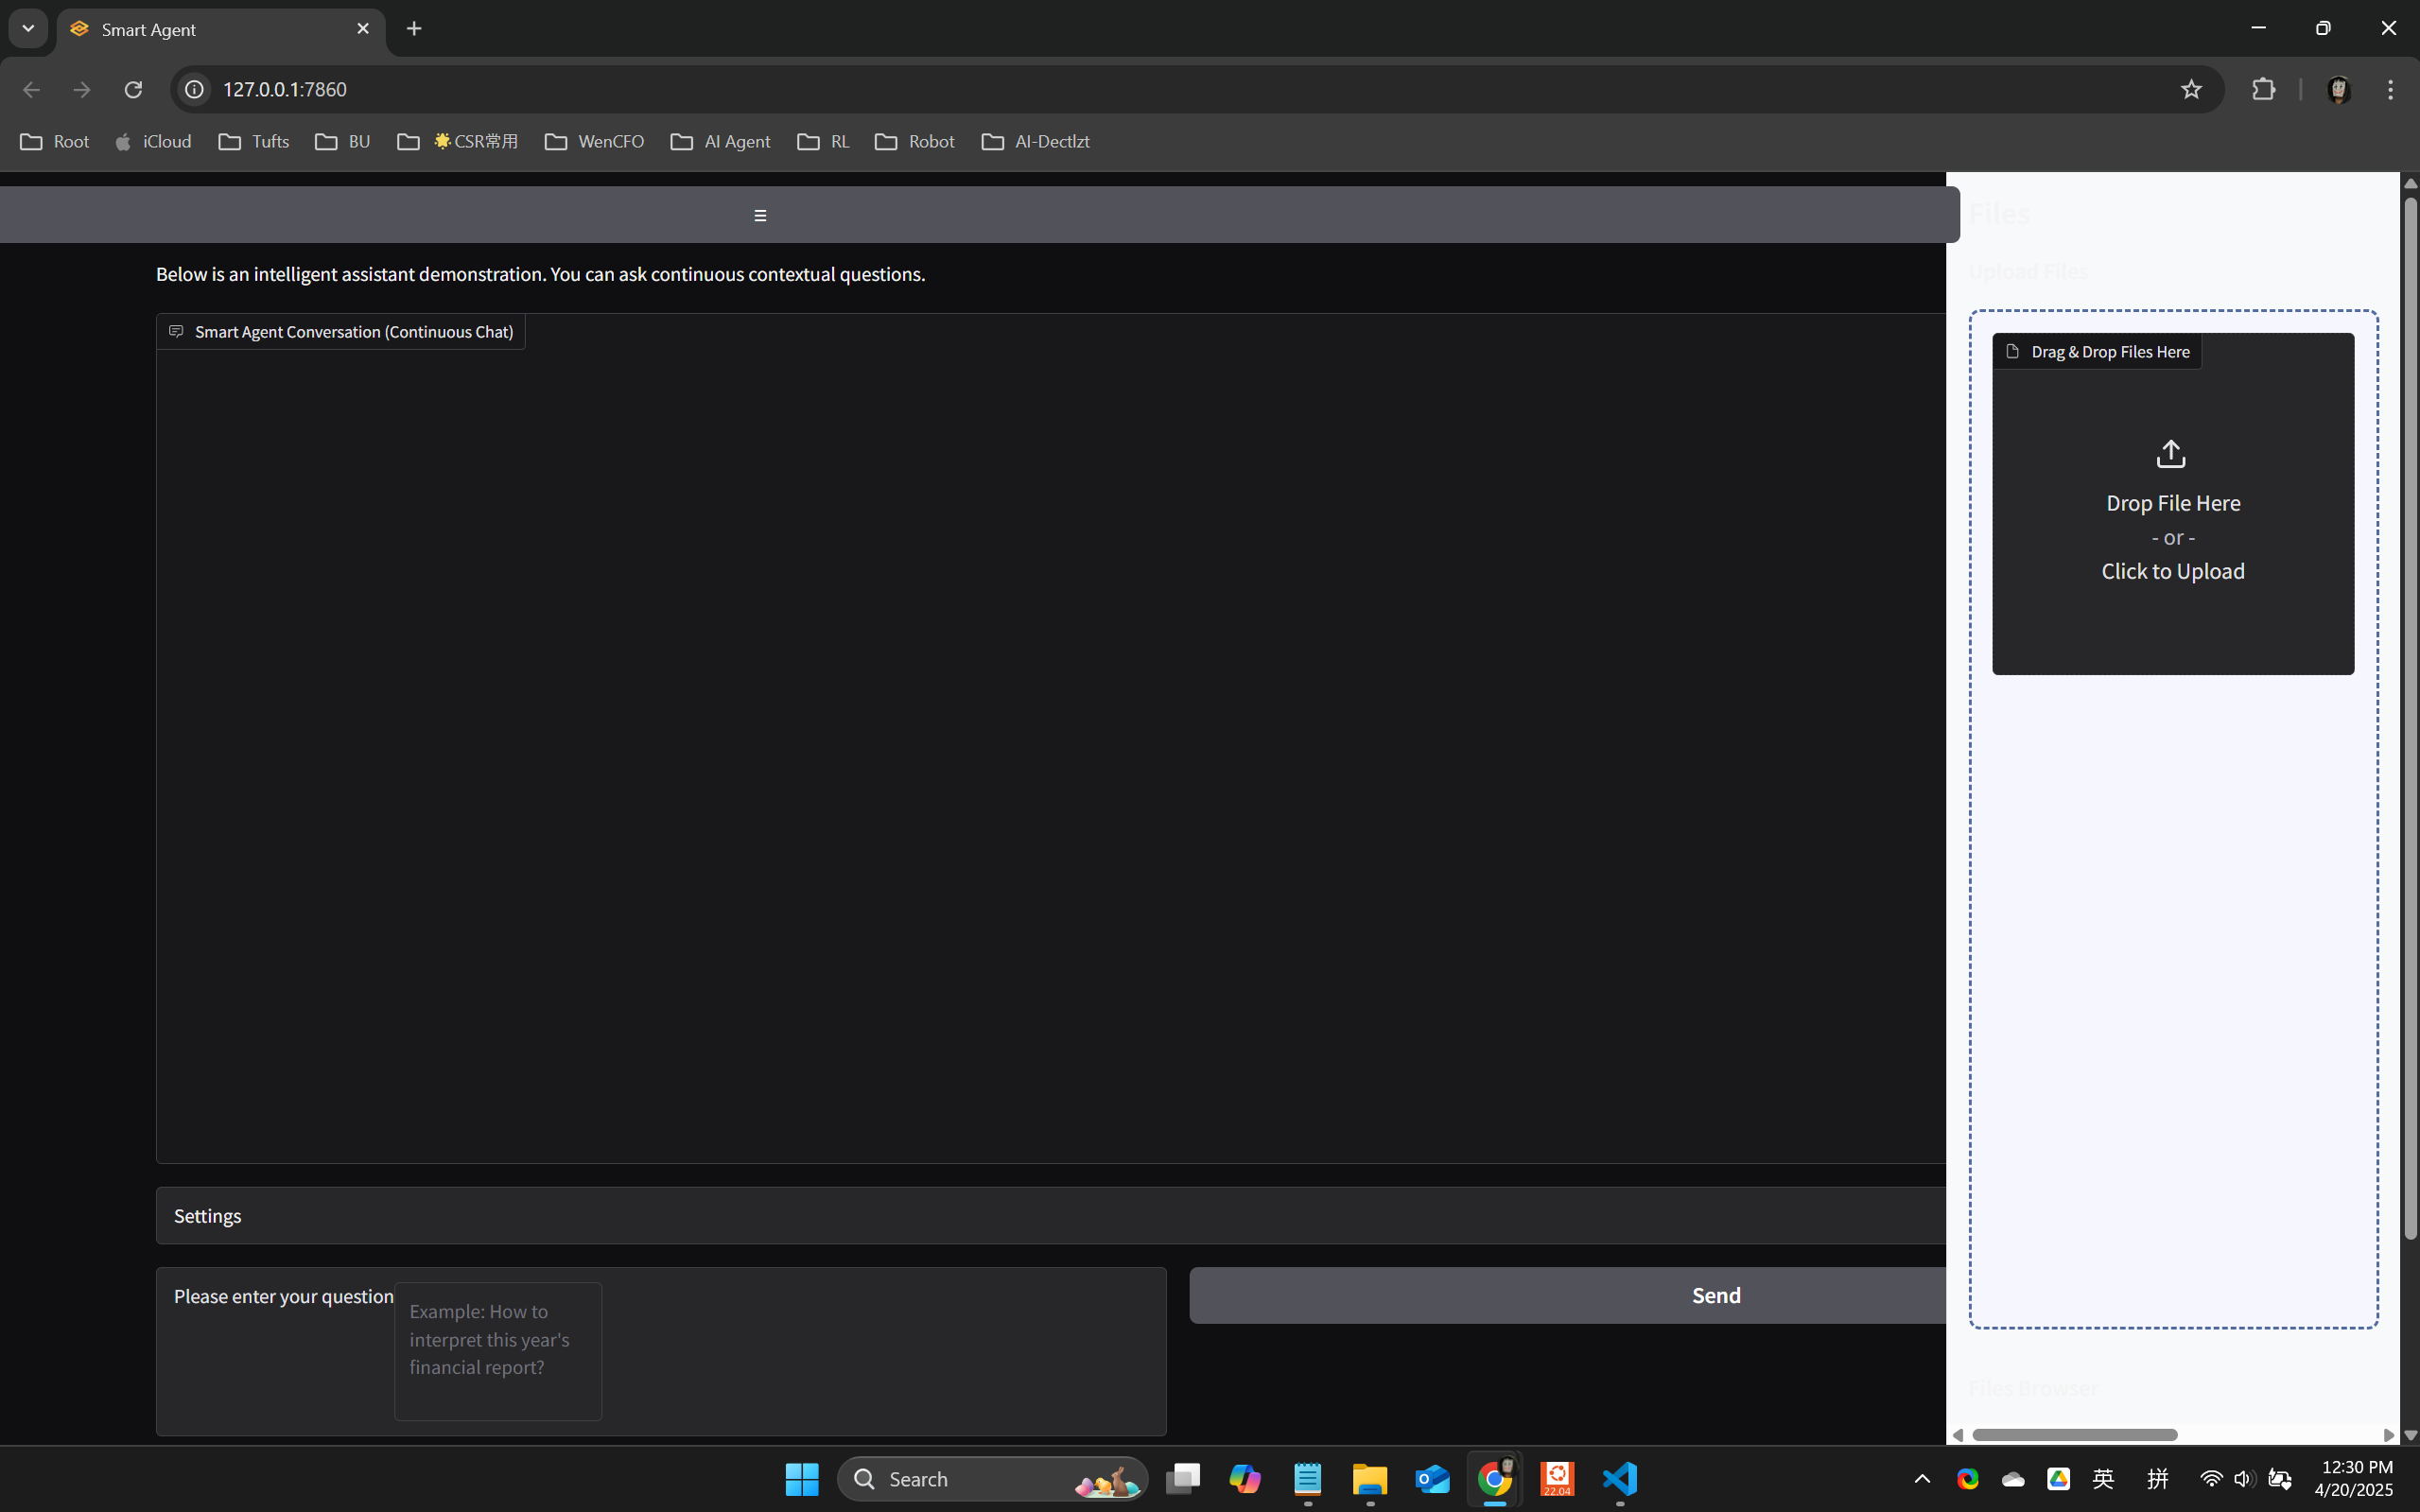 Smart Agent
127.0.0.1:7860
Root
iCloud
Tufts
BU
CSR常用
WenCFO
AI Agent
RL
Robot
AI-Dectlzt
Files
Below is an intelligent assistant demonstration. You can ask continuous contextual questions.
Upload Files
Smart Agent Conversation (Continuous Chat)
Drag & Drop Files Here
Drop File Here
- or -
Click to Upload
Settings
Please enter your question
Example: How to
interpret this year's
financial report?
Send
Files Browser
Search
22.04
英
拼
12:30 PM
4/20/2025